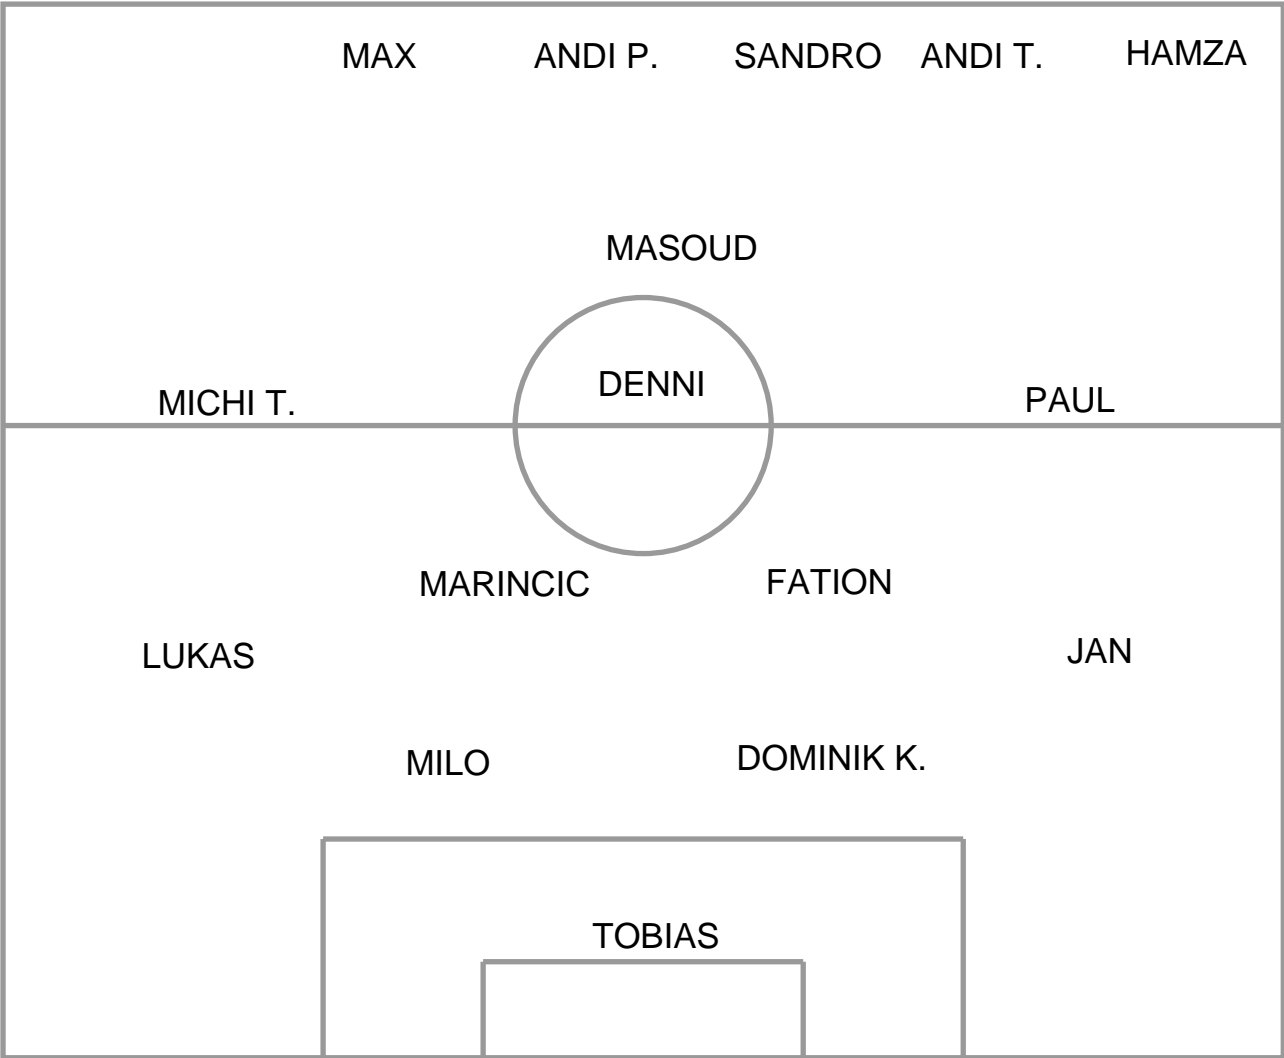 MAX ANDI P. SANDRO ANDI T. HAMZA
MASOUD
DENNI
MICHI T. PAUL
MARINCIC FATION
LUKAS JAN
MILO DOMINIK K.
TOBIAS